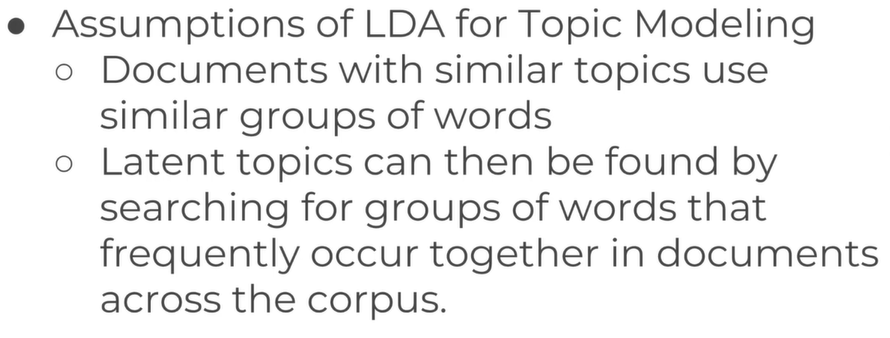 ● Assumptions of LDA for Topic Modeling
○ Documents with similar topics use
similar groups of words
○ Latent topics can then be found by
searching for groups of words that
frequently occur together in documents
across the corpus.